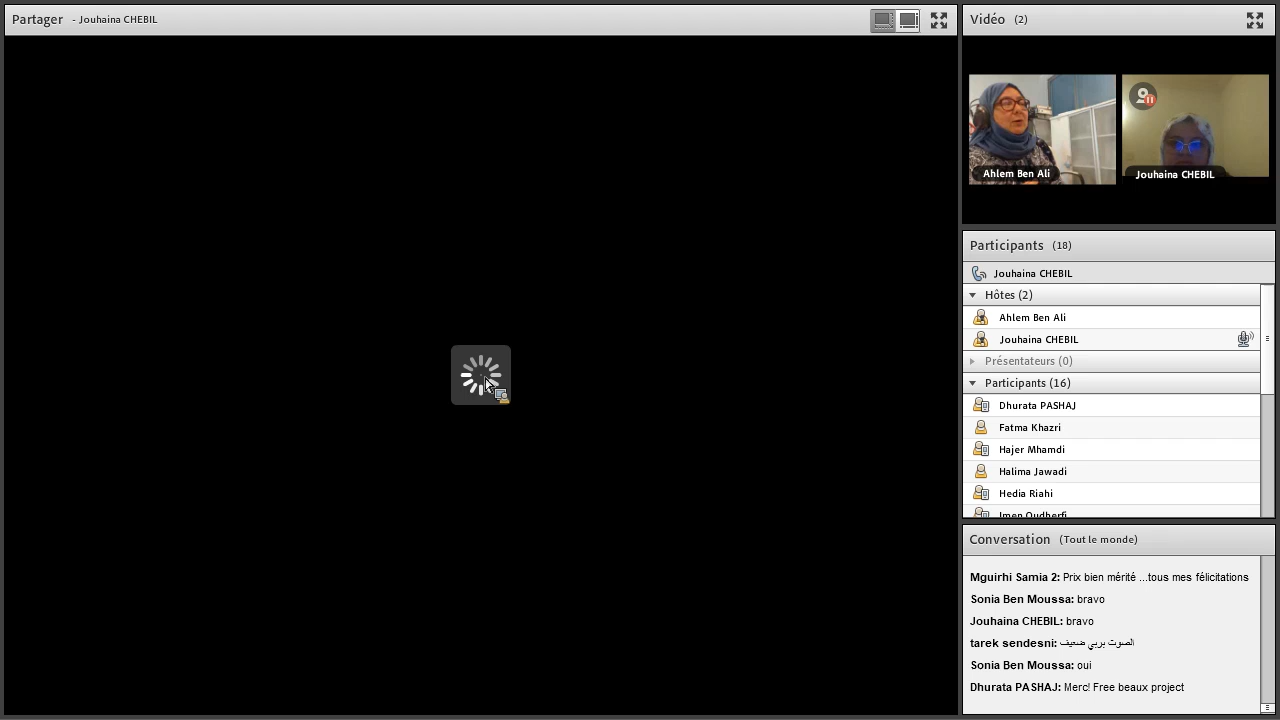 Partager - Jouhaina CHEBIL
Vidéo (2)
Ahlem Ben Ali
Jouhaina CHEBIL
Participants (18)
Jouhaina CHEBIL
Hôtes (2)
Ahlem Ben Ali
Jouhaina CHEBIL
Présentateurs (0)
Participants (16)
Dhurata PASHAJ
Fatma Khazri
Hajer Mhamdi
Halima Jawadi
Hedia Riahi
Imen Oudherfi
Conversation (Tout le monde)
Mguirhi Samia 2: Prix bien mérité ...tous mes félicitations
Sonia Ben Moussa: bravo
Jouhaina CHEBIL: bravo
tarek sendesni: الصوت بربي ضعيف
Sonia Ben Moussa: oui
Dhurata PASHAJ: Merc! Free beaux project